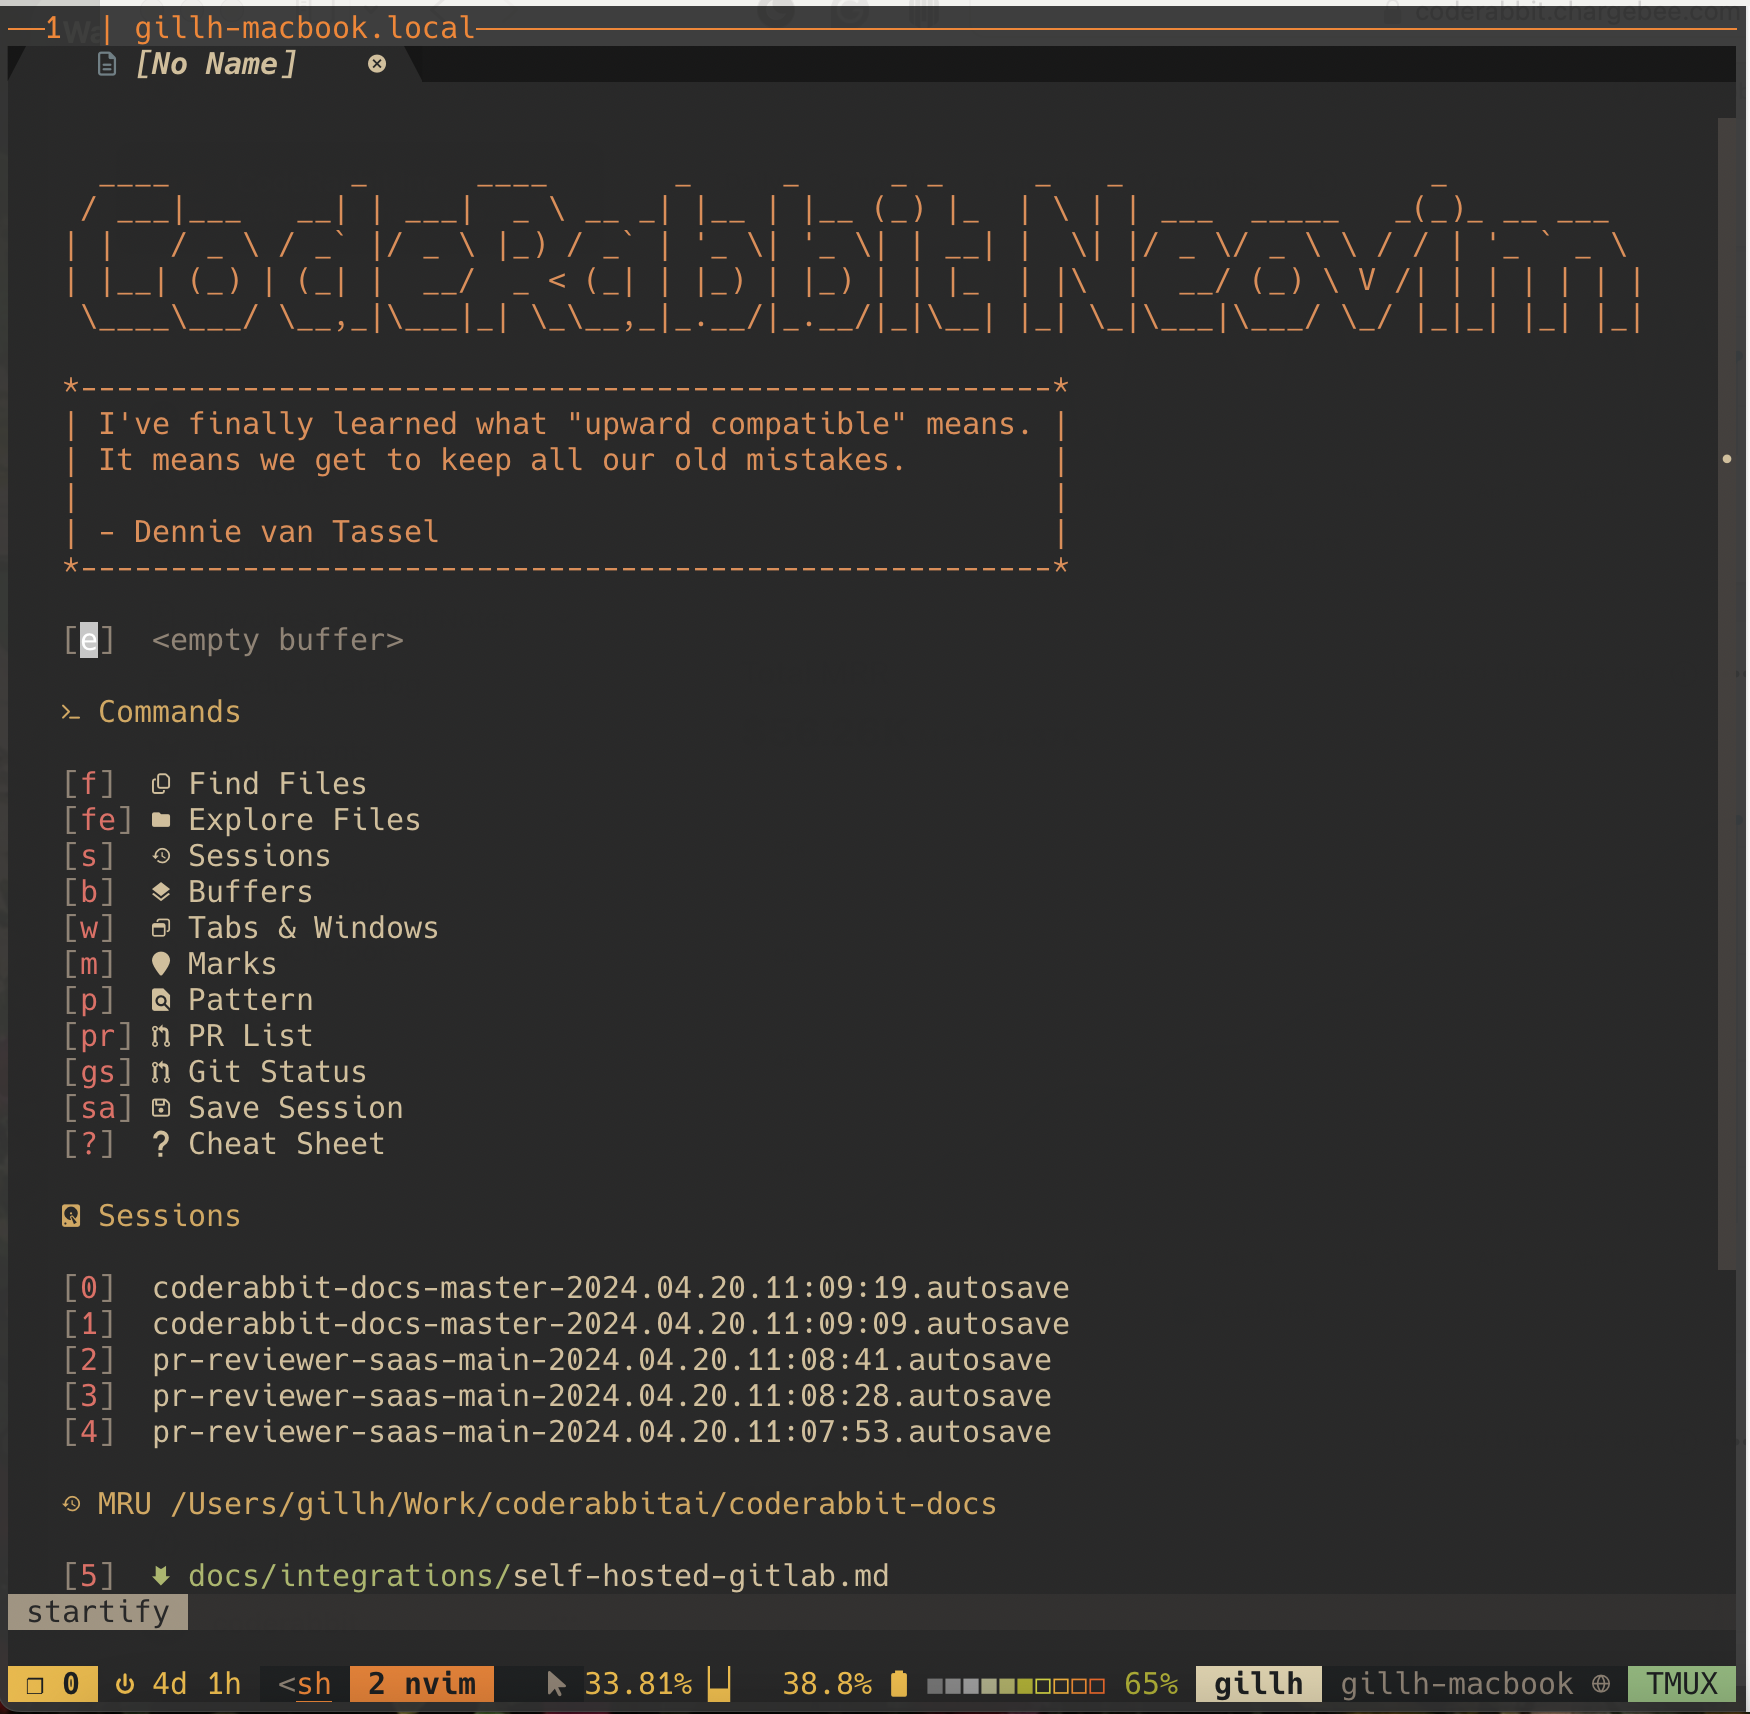 coderabbit.chargebee.com
1 | gillh-macbook.local
[No Name]
CodeRabbit Neovim
I've finally learned what "upward compatible" means.
It means we get to keep all our old mistakes.
- Dennie van Tassel
[e] <empty buffer>
Commands
[f] Find Files
[fe] Explore Files
[s] Sessions
[b] Buffers
[w] Tabs & Windows
[m] Marks
[p] Pattern
[pr] PR List
[gs] Git Status
[sa] Save Session
[?] ? Cheat Sheet
Sessions
[0] coderabbit-docs-master-2024.04.20.11:09:19.autosave
[1] coderabbit-docs-master-2024.04.20.11:09:09.autosave
[2] pr-reviewer-saas-main-2024.04.20.11:08:41.autosave
[3] pr-reviewer-saas-main-2024.04.20.11:08:28.autosave
[4] pr-reviewer-saas-main-2024.04.20.11:07:53.autosave
MRU /Users/gillh/Work/coderabbitai/coderabbit-docs
[5] docs/integrations/self-hosted-gitlab.md
startify
0 4d 1h <sh 2 nvim 33.81% 38.8% 65% gillh gillh-macbook TMUX